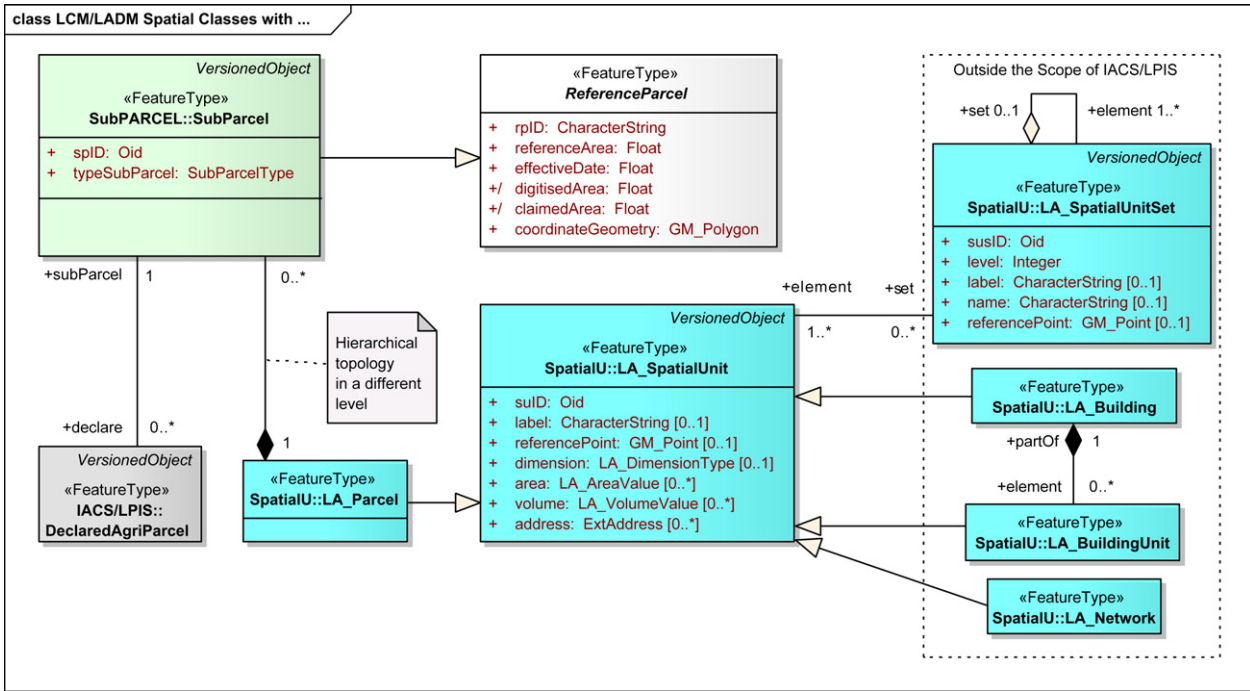 class LCM/LADM Spatial Classes with ...
VersionedObject
«FeatureType»
SubPARCEL::SubParcel
+ spID: Oid
+ typeSubParcel: SubParcelType
«FeatureType»
ReferenceParcel
+ rpID: CharacterString
+ referenceArea: Float
+ effectiveDate: Float
+/ digitisedArea: Float
+/ claimedArea: Float
+ coordinateGeometry: GM_Polygon
Outside the Scope of IACS/LPIS
+set 0..1
+element 1..*
VersionedObject
«FeatureType»
SpatialU::LA_SpatialUnitSet
+ susID: Oid
+ level: Integer
+ label: CharacterString [0..1]
+ name: CharacterString [0..1]
+ referencePoint: GM_Point [0..1]
+subParcel 1
0..*
+element
+set
1..*
0..*
Hierarchical
topology
in a different
level
VersionedObject
«FeatureType»
SpatialU::LA_SpatialUnit
+ suID: Oid
+ label: CharacterString [0..1]
+ referencePoint: GM_Point [0..1]
+ dimension: LA_DimensionType [0..1]
+ area: LA_AreaValue [0..*]
+ volume: LA_VolumeValue [0..*]
+ address: ExtAddress [0..*]
«FeatureType»
SpatialU::LA_Building
+partOf 1
+element 0..*
«FeatureType»
SpatialU::LA_BuildingUnit
«FeatureType»
SpatialU::LA_Network
+declare 0..*
1
VersionedObject
«FeatureType»
IACS/LPIS::
DeclaredAgriParcel
«FeatureType»
SpatialU::LA_Parcel